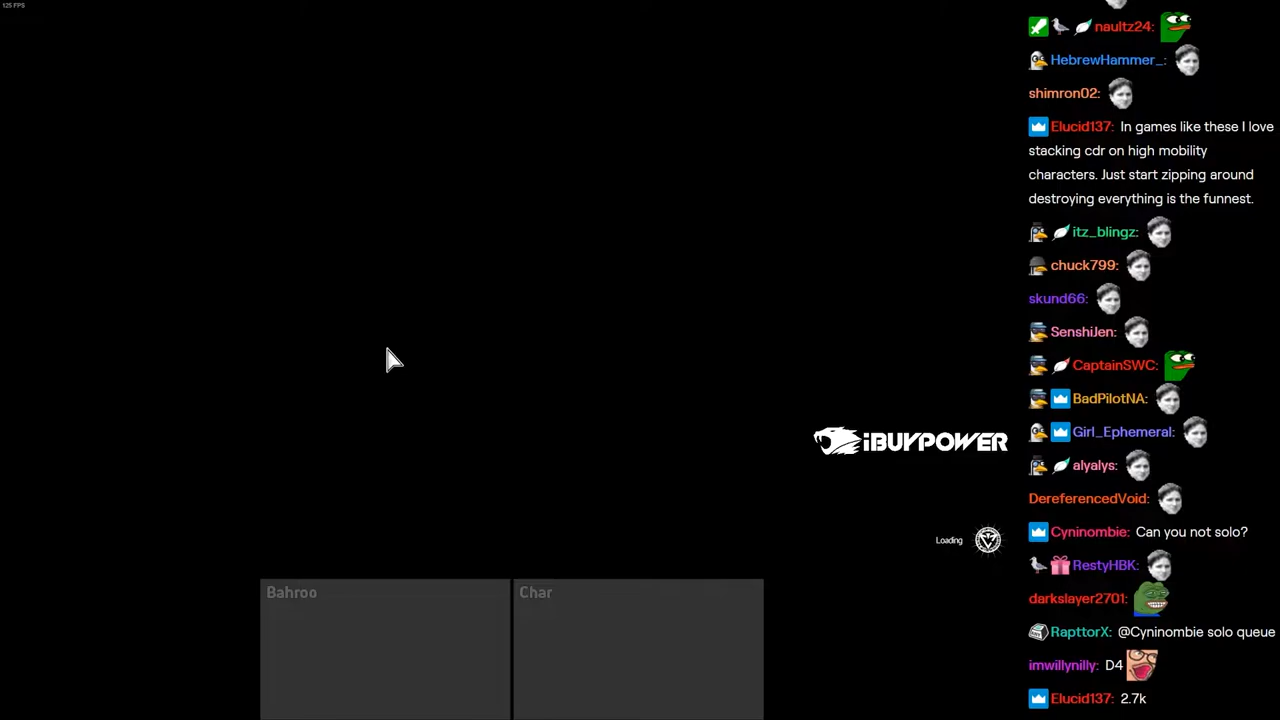 125 FPS
naultz24:
HebrewHammer_:
shimron02:
Elucid137: In games like these I love
stacking cdr on high mobility
characters. Just start zipping around
destroying everything is the funnest.
itz_blingz:
chuck799:
skund66:
SenshiJen:
CaptainSWC:
BadPilotNA:
Girl_Ephemeral:
alyalys:
DereferencedVoid:
Cyninombie: Can you not solo?
RestyHBK:
darkslayer2701:
RapttorX: @Cyninombie solo queue
imwillynilly: D4
Elucid137: 2.7k
iBUYPOWER
Loading
Bahroo
Char